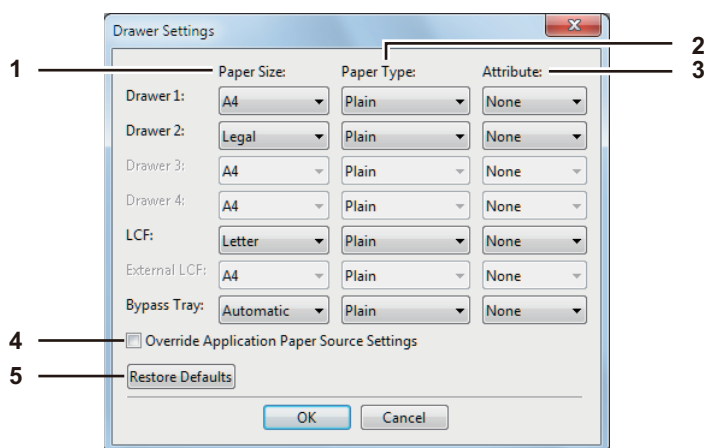 Drawer Settings
2
1 Paper Size: Paper Type: Attribute: 3
Drawer 1: A4 Plain None
Drawer 2: Legal Plain None
Drawer 3: A4 Plain None
Drawer 4: A4 Plain None
LCF: Letter Plain None
External LCF: A4 Plain None
Bypass Tray: Automatic Plain None
4 Override Application Paper Source Settings
5 Restore Defaults
OK Cancel